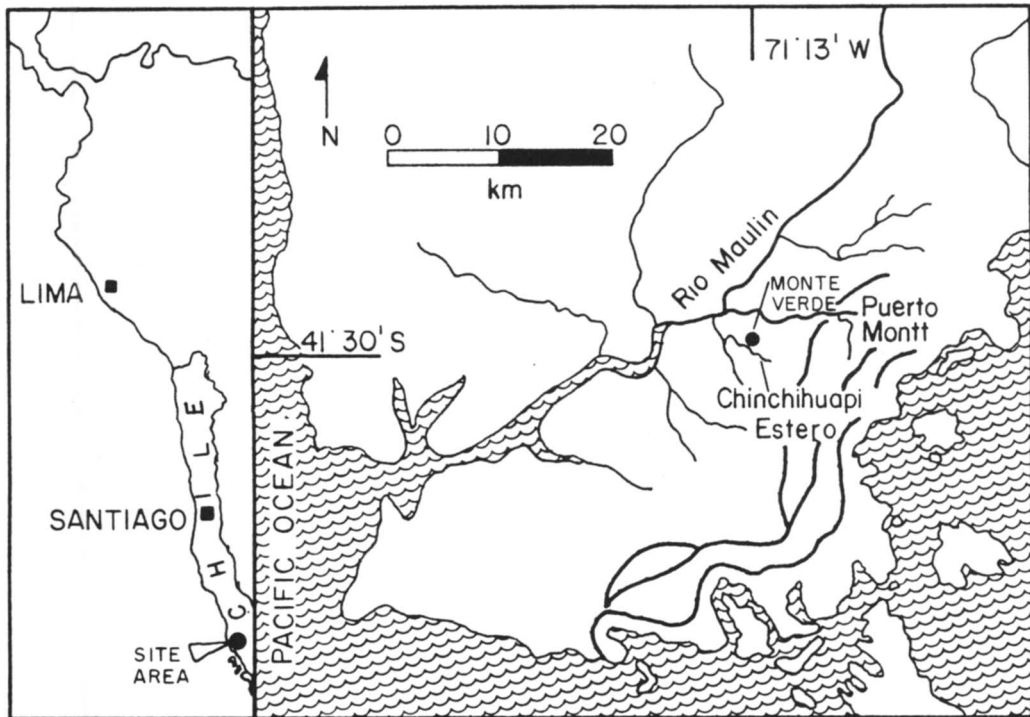 LIMA
SANTIAGO
CHILE
SITE
AREA
PACIFIC OCEAN
N
0 10 20
km
71°13' W
41°30' S
Rio Maulin
MONTE
VERDE
Puerto
Montt
Chinchihuapi
Estero